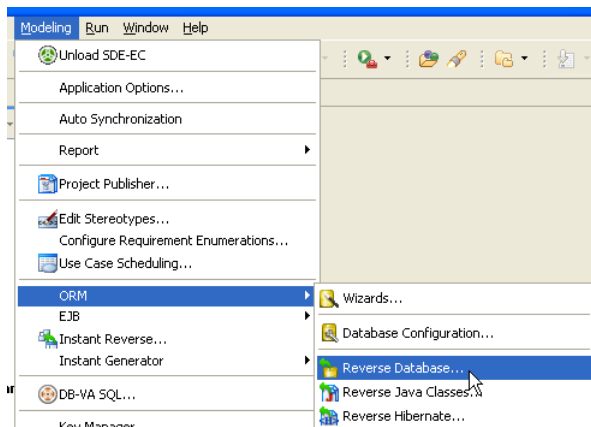 Modeling Run Window Help
Unload SDE-EC
Application Options...
Auto Synchronization
Report
Project Publisher...
Edit Stereotypes...
Configure Requirement Enumerations...
Use Case Scheduling...
ORM
Wizards...
EJB
Database Configuration...
Instant Reverse...
Instant Generator
Reverse Database...
DB-VA SQL...
Reverse Java Classes...
Reverse Hibernate...
Key Manager